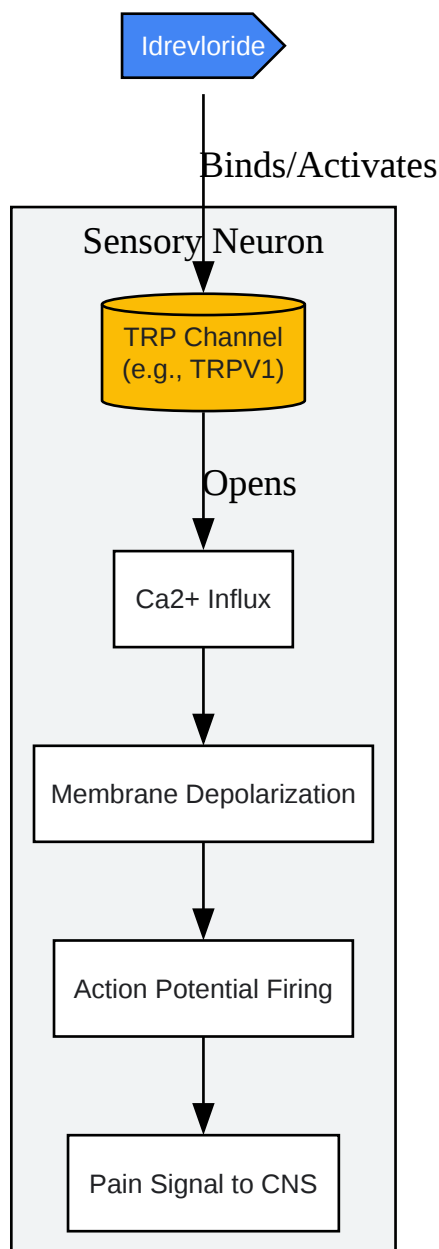 Idrevloride
Binds/Activates
Sensory Neuron
TRP Channel
(e.g., TRPV1)
Opens
Ca2+ Influx
Membrane Depolarization
Action Potential Firing
Pain Signal to CNS